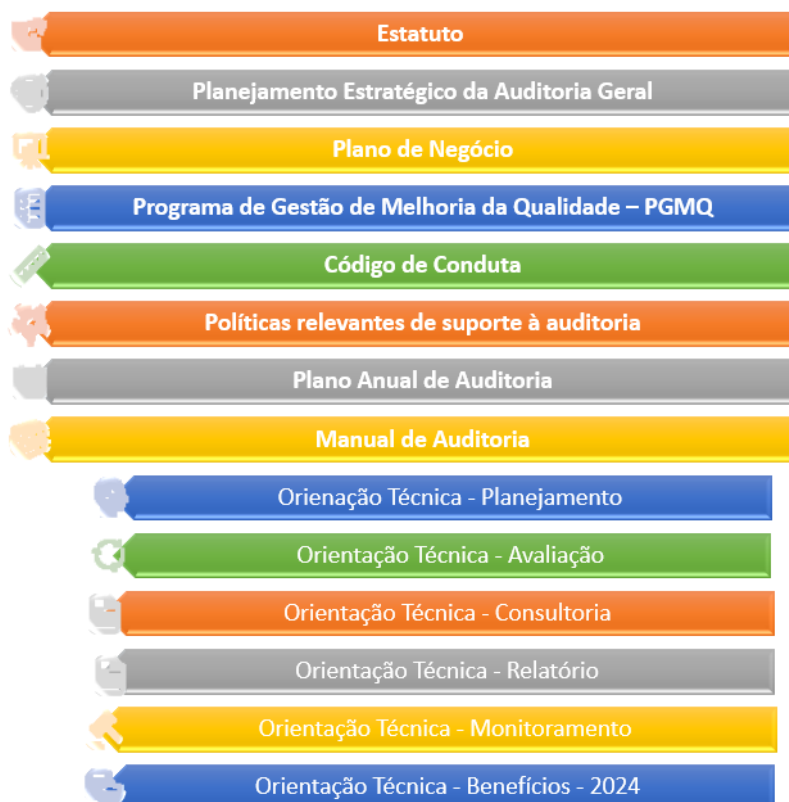 Estatuto
Planejamento Estratégico da Auditoria Geral
Plano de Negócio
Programa de Gestão de Melhoria da Qualidade – PGMQ
Código de Conduta
Políticas relevantes de suporte à auditoria
Plano Anual de Auditoria
Manual de Auditoria
Orienação Técnica - Planejamento
Orientação Técnica - Avaliação
Orientação Técnica - Consultoria
Orientação Técnica - Relatório
Orientação Técnica - Monitoramento
Orientação Técnica - Benefícios - 2024